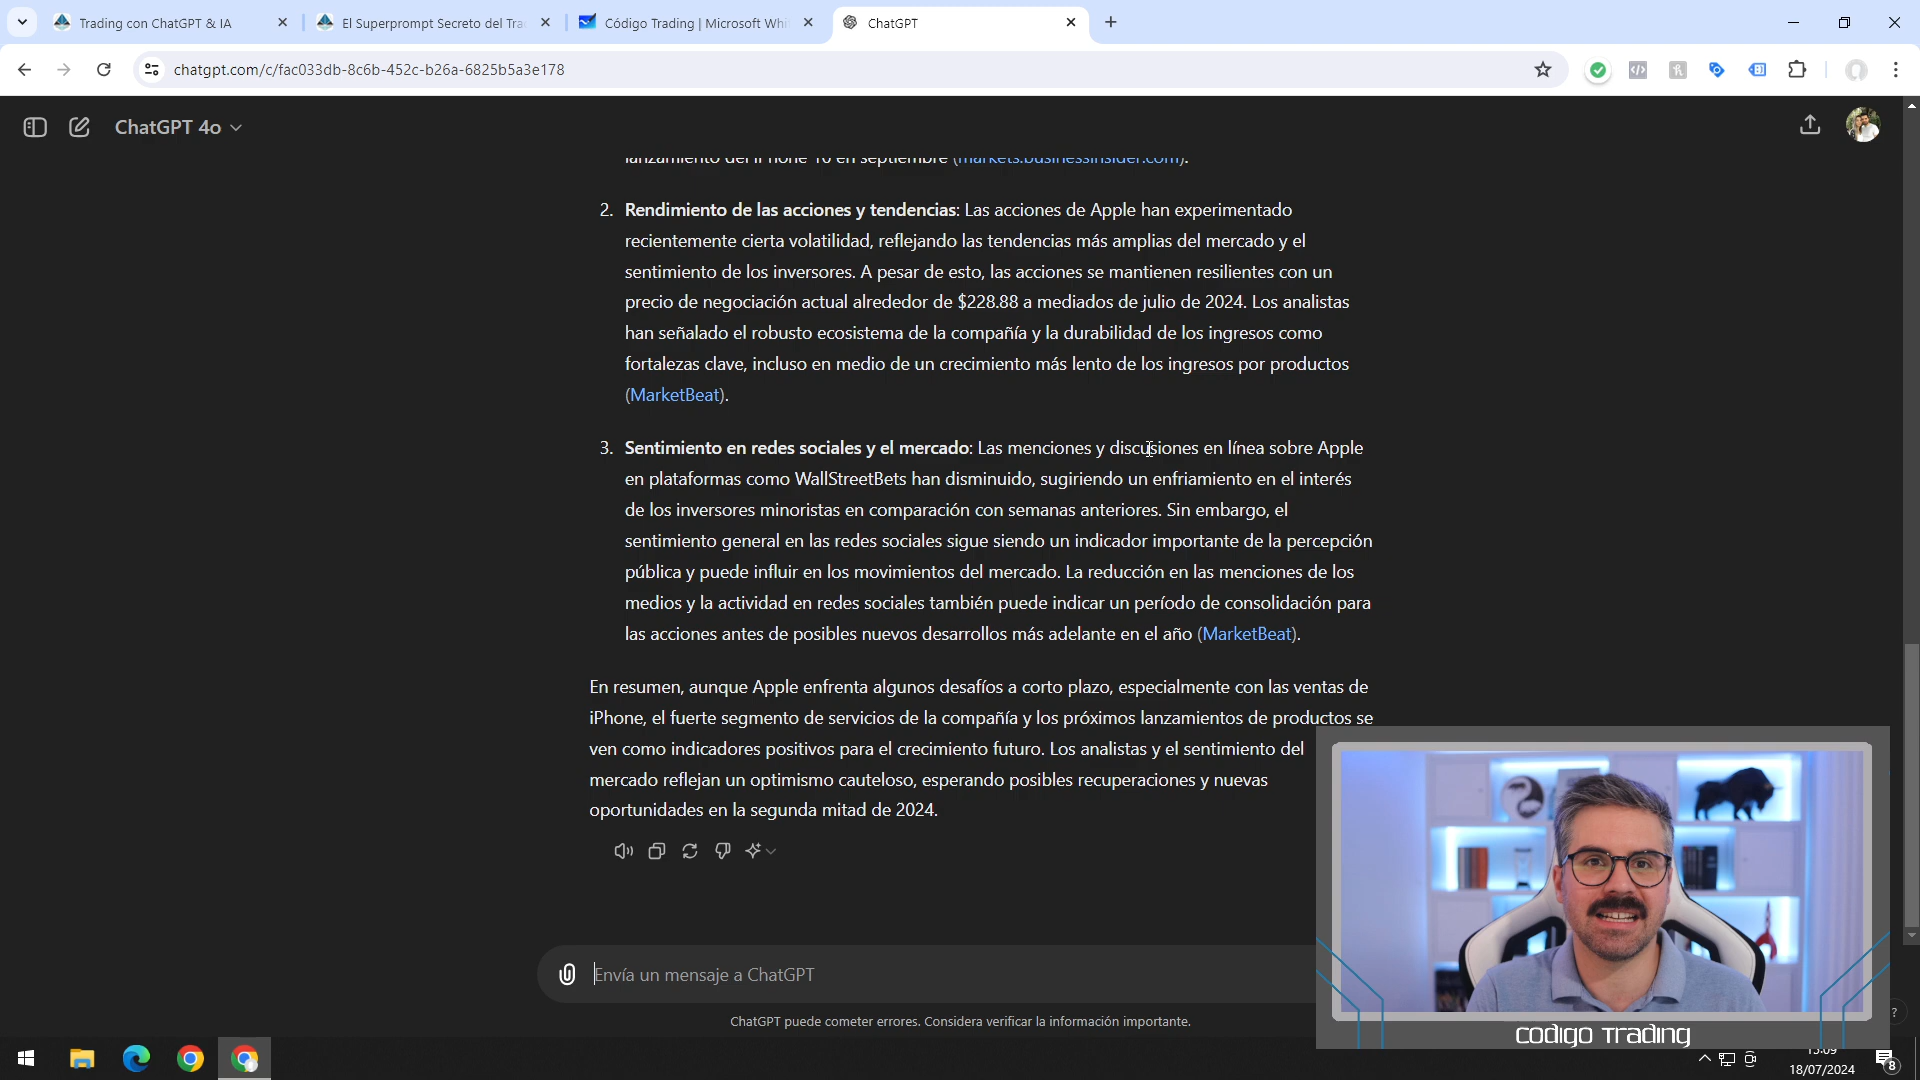 Trading con ChatGPT & IA
El Superprompt Secreto del Tra
Código Trading | Microsoft Whi
ChatGPT
chatgpt.com/c/fac033db-8c6b-452c-b26a-6825b5a3e178
ChatGPT 4o
lanzamiento del iPhone 16 en septiembre (markets.businessinsider.com).
2. Rendimiento de las acciones y tendencias: Las acciones de Apple han experimentado
recientemente cierta volatilidad, reflejando las tendencias más amplias del mercado y el
sentimiento de los inversores. A pesar de esto, las acciones se mantienen resilientes con un
precio de negociación actual alrededor de $228.88 a mediados de julio de 2024. Los analistas
han señalado el robusto ecosistema de la compañía y la durabilidad de los ingresos como
fortalezas clave, incluso en medio de un crecimiento más lento de los ingresos por productos
(MarketBeat).
3. Sentimiento en redes sociales y el mercado: Las menciones y discusiones en línea sobre Apple
en plataformas como WallStreetBets han disminuido, sugiriendo un enfriamiento en el interés
de los inversores minoristas en comparación con semanas anteriores. Sin embargo, el
sentimiento general en las redes sociales sigue siendo un indicador importante de la percepción
pública y puede influir en los movimientos del mercado. La reducción en las menciones de los
medios y la actividad en redes sociales también puede indicar un período de consolidación para
las acciones antes de posibles nuevos desarrollos más adelante en el año (MarketBeat).
En resumen, aunque Apple enfrenta algunos desafíos a corto plazo, especialmente con las ventas de
iPhone, el fuerte segmento de servicios de la compañía y los próximos lanzamientos de productos se
ven como indicadores positivos para el crecimiento futuro. Los analistas y el sentimiento del
mercado reflejan un optimismo cauteloso, esperando posibles recuperaciones y nuevas
oportunidades en la segunda mitad de 2024.
Envía un mensaje a ChatGPT
ChatGPT puede cometer errores. Considera verificar la información importante.
?
CODIGO TRADING
18/07/2024
8